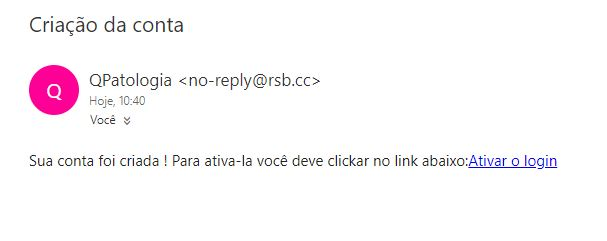 Criação da conta
Q
QPatologia <no-reply@rsb.cc>
Hoje, 10:40
Você
Sua conta foi criada ! Para ativa-la você deve clickar no link abaixo:Ativar o login